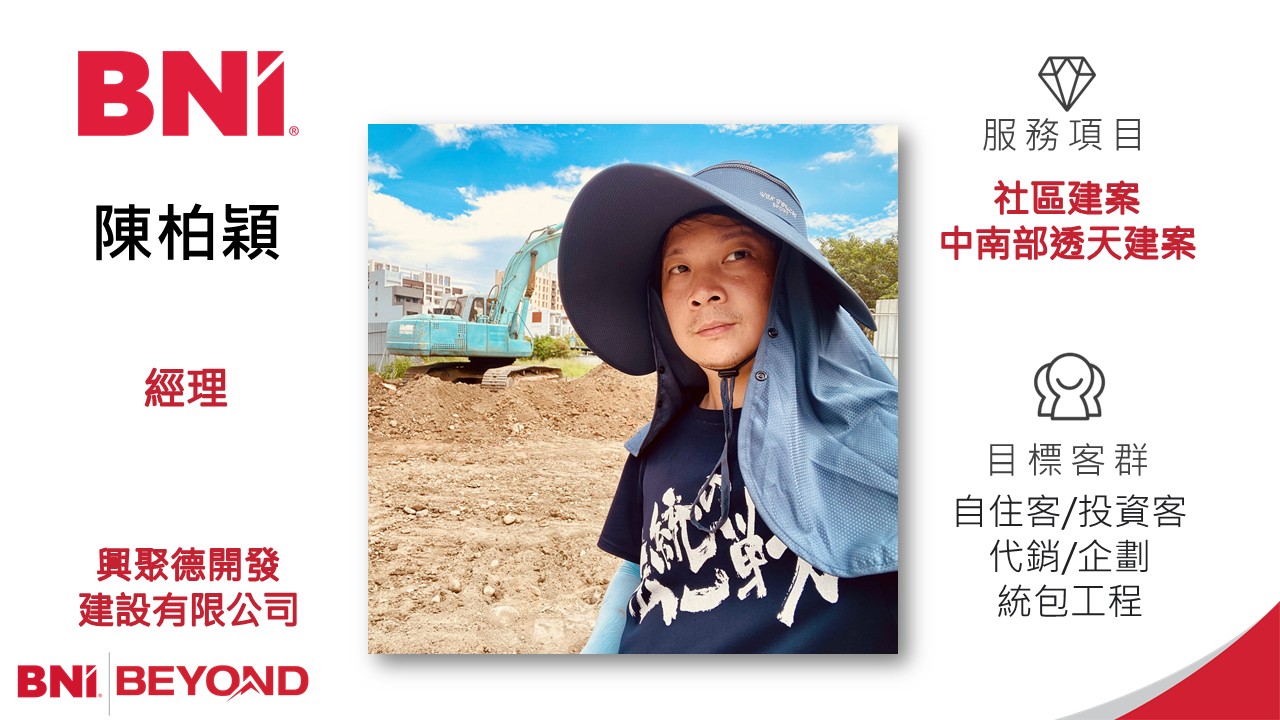 BNI®
陳柏穎
經理
興聚德開發
建設有限公司
BNI® BEYOND
服務項目
社區建案
中南部透天建案
目標客群
自住客/投資客
代銷/企劃
統包工程